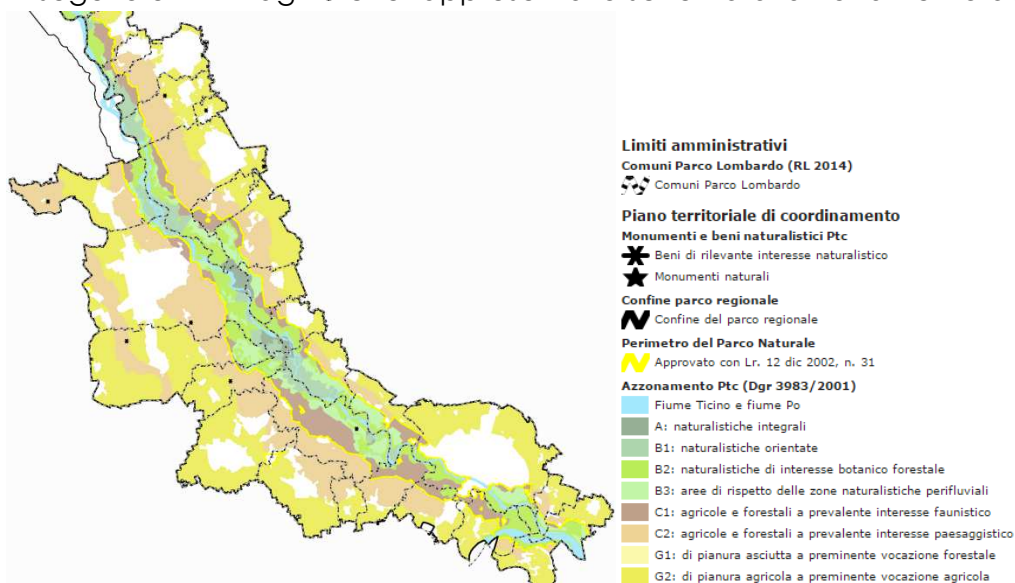 Limiti amministrativi
Comuni Parco Lombardo (RL 2014)
Comuni Parco Lombardo
Piano territoriale di coordinamento
Monumenti e beni naturalistici Ptc
Beni di rilevante interesse naturalistico
Monumenti naturali
Confine parco regionale
Confine del parco regionale
Perimetro del Parco Naturale
Approvato con Lr. 12 dic 2002, n. 31
Azzonamento Ptc (Dgr 3983/2001)
Fiume Ticino e fiume Po
A: naturalistiche integrali
B1: naturalistiche orientate
B2: naturalistiche di interesse botanico forestale
B3: aree di rispetto delle zone naturalistiche perifluviali
C1: agricole e forestali a prevalente interesse faunistico
C2: agricole e forestali a prevalente interesse paesaggistico
G1: di pianura asciutta a preminente vocazione forestale
G2: di pianura agricola a preminente vocazione agricola